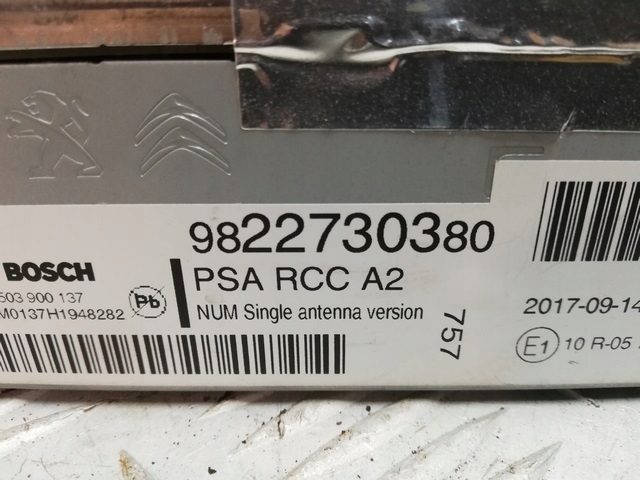 9822730380
BOSCH
PSA RCC A2
503 900 137
Pb
M0137H1948282
NUM Single antenna version
757
2017-09-14
E1
10 R-05